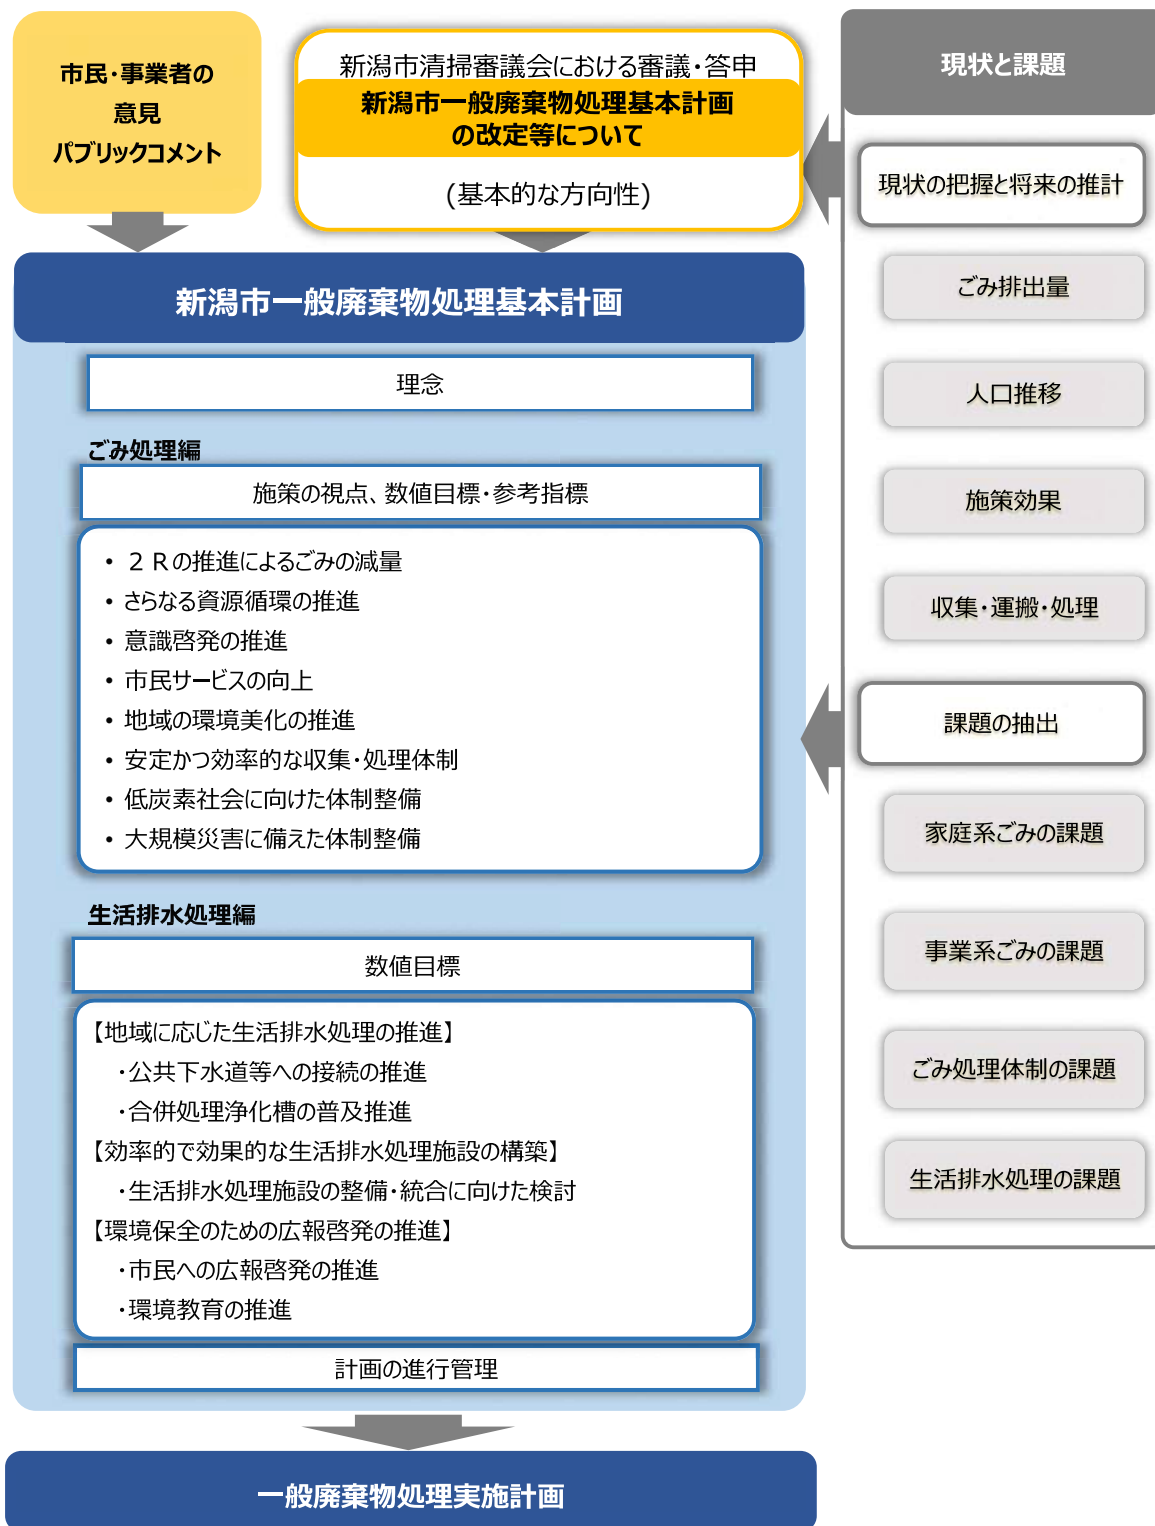 市民・事業者の
意見
パブリックコメント
新潟市清掃審議会における審議・答申
新潟市一般廃棄物処理基本計画
の改定等について
(基本的な方向性)
新潟市一般廃棄物処理基本計画
理念
ごみ処理編
施策の視点、数値目標・参考指標
• ２Ｒの推進によるごみの減量
• さらなる資源循環の推進
• 意識啓発の推進
• 市民サービスの向上
• 地域の環境美化の推進
• 安定かつ効率的な収集・処理体制
• 低炭素社会に向けた体制整備
• 大規模災害に備えた体制整備
生活排水処理編
数値目標
【地域に応じた生活排水処理の推進】
・公共下水道等への接続の推進
・合併処理浄化槽の普及推進
【効率的で効果的な生活排水処理施設の構築】
・生活排水処理施設の整備・統合に向けた検討
【環境保全のための広報啓発の推進】
・市民への広報啓発の推進
・環境教育の推進
計画の進行管理
一般廃棄物処理実施計画
現状と課題
現状の把握と将来の推計
ごみ排出量
人口推移
施策効果
収集・運搬・処理
課題の抽出
家庭系ごみの課題
事業系ごみの課題
ごみ処理体制の課題
生活排水処理の課題